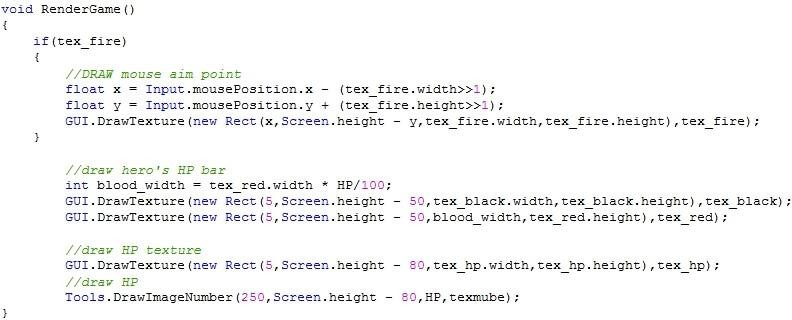 void RenderGame()
{
    if(tex_fire)
    {
        //DRAW mouse aim point
        float x = Input.mousePosition.x - (tex_fire.width>>1);
        float y = Input.mousePosition.y + (tex_fire.height>>1);
        GUI.DrawTexture(new Rect(x,Screen.height - y,tex_fire.width,tex_fire.height),tex_fire);
    }
        //draw hero's HP bar
        int blood_width = tex_red.width * HP/100;
        GUI.DrawTexture(new Rect(5,Screen.height - 50,tex_black.width,tex_black.height),tex_black);
        GUI.DrawTexture(new Rect(5,Screen.height - 50,blood_width,tex_red.height),tex_red);
        //draw HP texture
        GUI.DrawTexture(new Rect(5,Screen.height - 80,tex_hp.width,tex_hp.height),tex_hp);
        //draw HP
        Tools.DrawImageNumber(250,Screen.height - 80,HP,texmube);
}